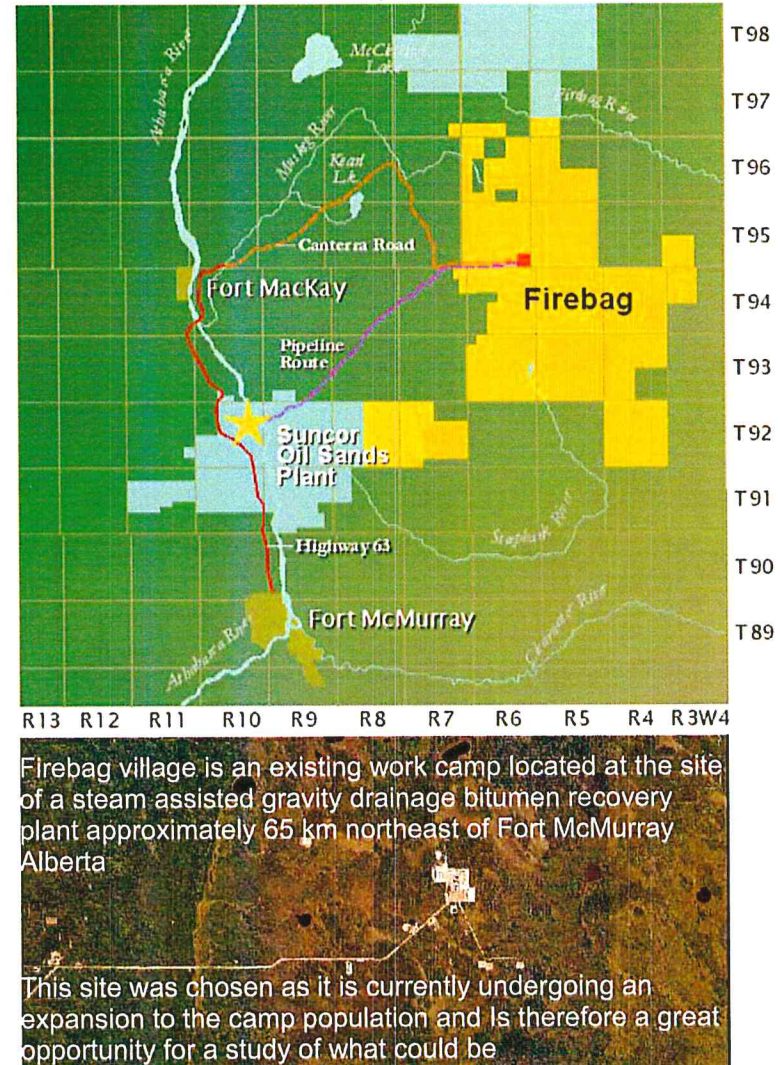 T98
McClelland
Lake
Athabasca River
T97
Firebag River
Muskeg River
Kearl
Lk.
T96
T95
Canterra Road
Fort MacKay
T94
Firebag
Pipeline
Route
T93
T92
Suncor
Oil Sands
Plant
T91
Steepbank River
Highway 63
T90
Clearwater River
Fort McMurray
T89
Athabasca River
R13 R12 R11 R10 R9 R8 R7 R6 R5 R4 R3W4
Firebag village is an existing work camp located at the site
of a steam assisted gravity drainage bitumen recovery
plant approximately 65 km northeast of Fort McMurray
Alberta
This site was chosen as it is currently undergoing an
expansion to the camp population and Is therefore a great
opportunity for a study of what could be